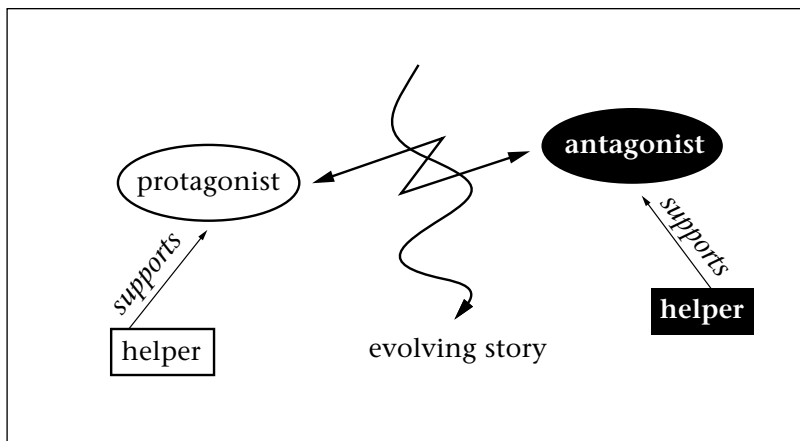 protagonist
antagonist
supports
supports
helper
helper
evolving story